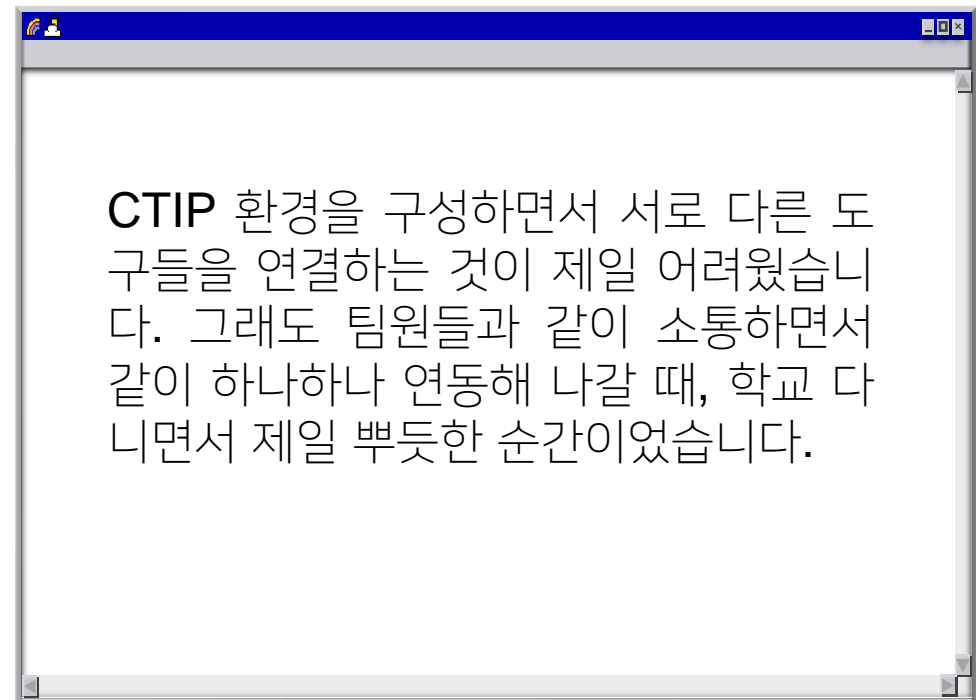 CTIP 환경을 구성하면서 서로 다른 도
구들을 연결하는 것이 제일 어려웠습니
다. 그래도 팀원들과 같이 소통하면서
같이 하나하나 연동해 나갈 때, 학교 다
니면서 제일 뿌듯한 순간이었습니다.